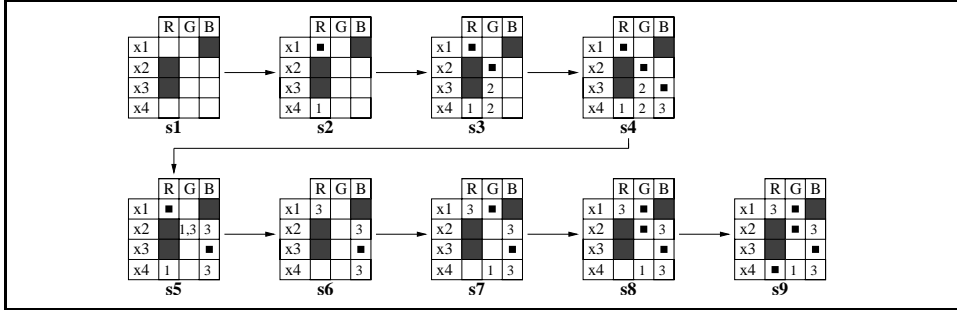 R G B R G B R G B R G B
x1 x1 x1 x1
x2 x2 x2 x2
x3 x3 x3 2 x3 2
x4 x4 1 x4 1 2 x4 1 2 3
s1 s2 s3 s4
R G B R G B R G B R G B R G B
x1 x1 3 x1 3 x1 3 x1 3
x2 1,3 3 x2 3 x2 3 x2 3 x2 3
x3 x3 x3 x3 x3
x4 1 3 x4 3 x4 1 3 x4 1 3 x4 1 3
s5 s6 s7 s8 s9